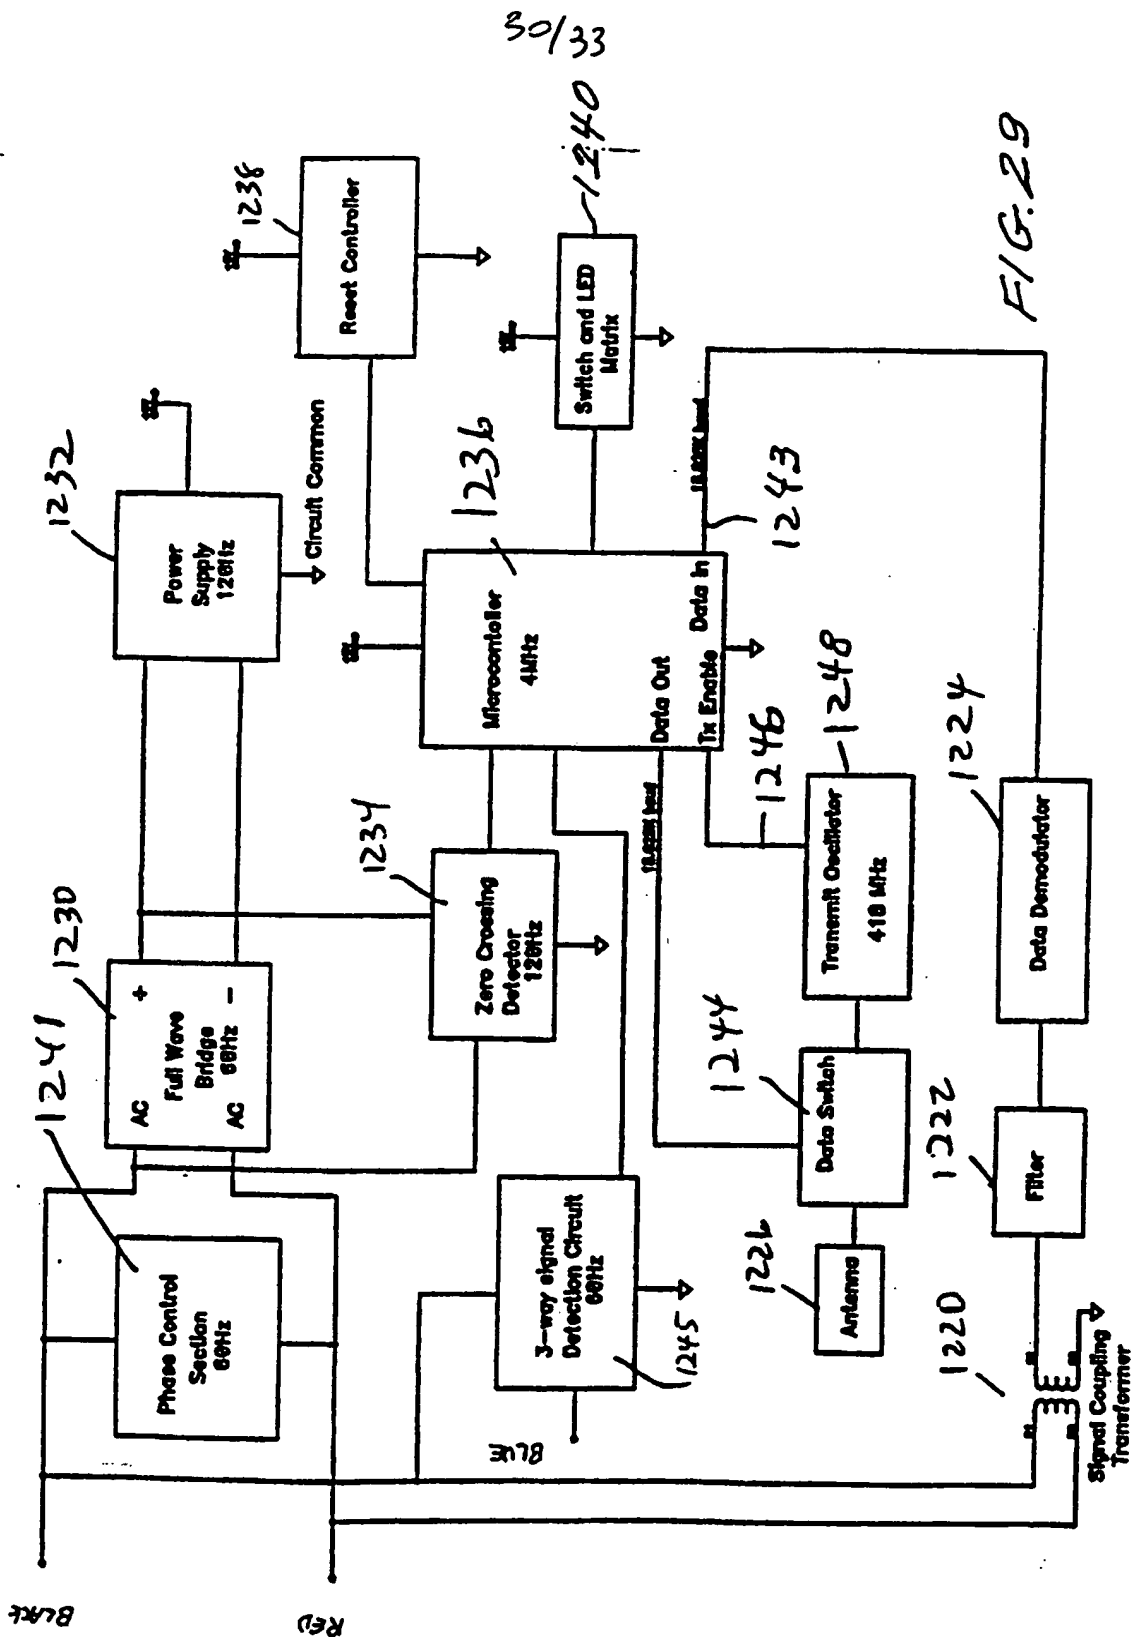 30/33
BLACK
RED
1241
Phase Control
Section
60Hz
1230
AC +
Full Wave
Bridge
60Hz
AC −
1232
Power
Supply
120Hz
Circuit Common
1238
Reset Controller
1234
Zero Crossing
Detector
120Hz
1236
Microcontoller
4MHz
Data Out
Tx Enable
Data In
1240
Switch and LED
Matrix
BLUE
3-way signal
Detection Circuit
60Hz
1245
1243
1246
1244
Data Switch
1226
Antenna
1248
Transmit Oscillator
418 MHz
1220
Signal Coupling
Transformer
1222
Filter
1224
Data Demodulator
FIG. 29